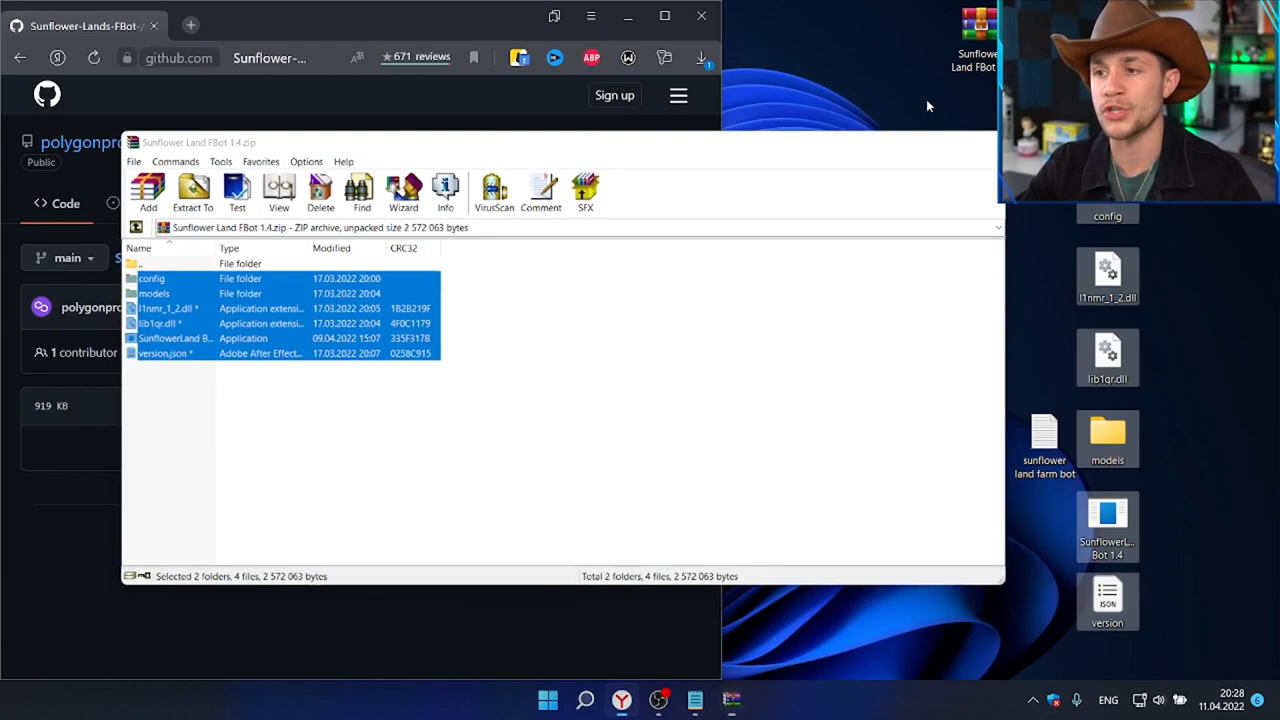 Sunflower-Lands-FBot-/
github.com
Sunflower-...
★ 671 reviews
ABP
1
Sign up
polygonpro
Public
Code
main
S
polygonpro
1 contributor
919 KB
Sunflower Land FBot 1.4.zip
File Commands Tools Favorites Options Help
Add Extract To Test View Delete Find Wizard Info VirusScan Comment SFX
Sunflower Land FBot 1.4.zip - ZIP archive, unpacked size 2 572 063 bytes
Name Type Modified CRC32
.. File folder
config File folder 17.03.2022 20:00
models File folder 17.03.2022 20:04
l1nmr_1_2.dll * Application extensi... 17.03.2022 20:05 1B2B219F
lib1qr.dll * Application extensi... 17.03.2022 20:04 4F0C1179
SunflowerLand B... Application 09.04.2022 15:07 335F3178
version.json * Adobe After Effect... 17.03.2022 20:07 0258C915
Selected 2 folders, 4 files, 2 572 063 bytes
Total 2 folders, 4 files, 2 572 063 bytes
Sunflower
Land FBot
config
l1nmr_1_2.dll
lib1qr.dll
sunflower
land farm bot
models
SunflowerL...
Bot 1.4
JSON
version
ENG
20:28
11.04.2022
6